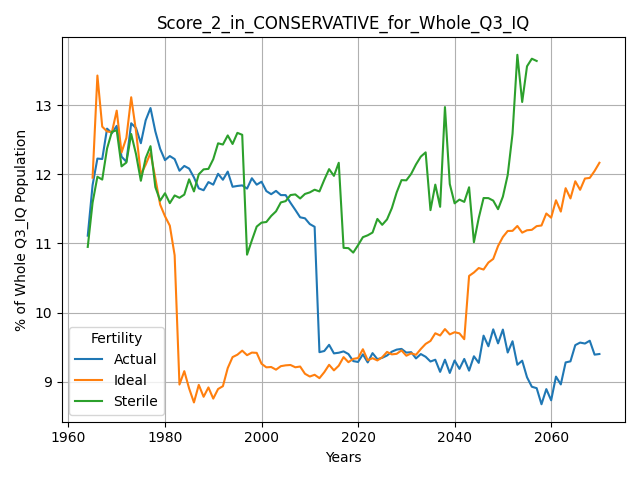 Score_2_in_CONSERVATIVE_for_Whole_Q3_IQ
% of Whole Q3_IQ Population
13
12
11
10
9
Fertility
Actual
Ideal
Sterile
1960 1980 2000 2020 2040 2060
Years